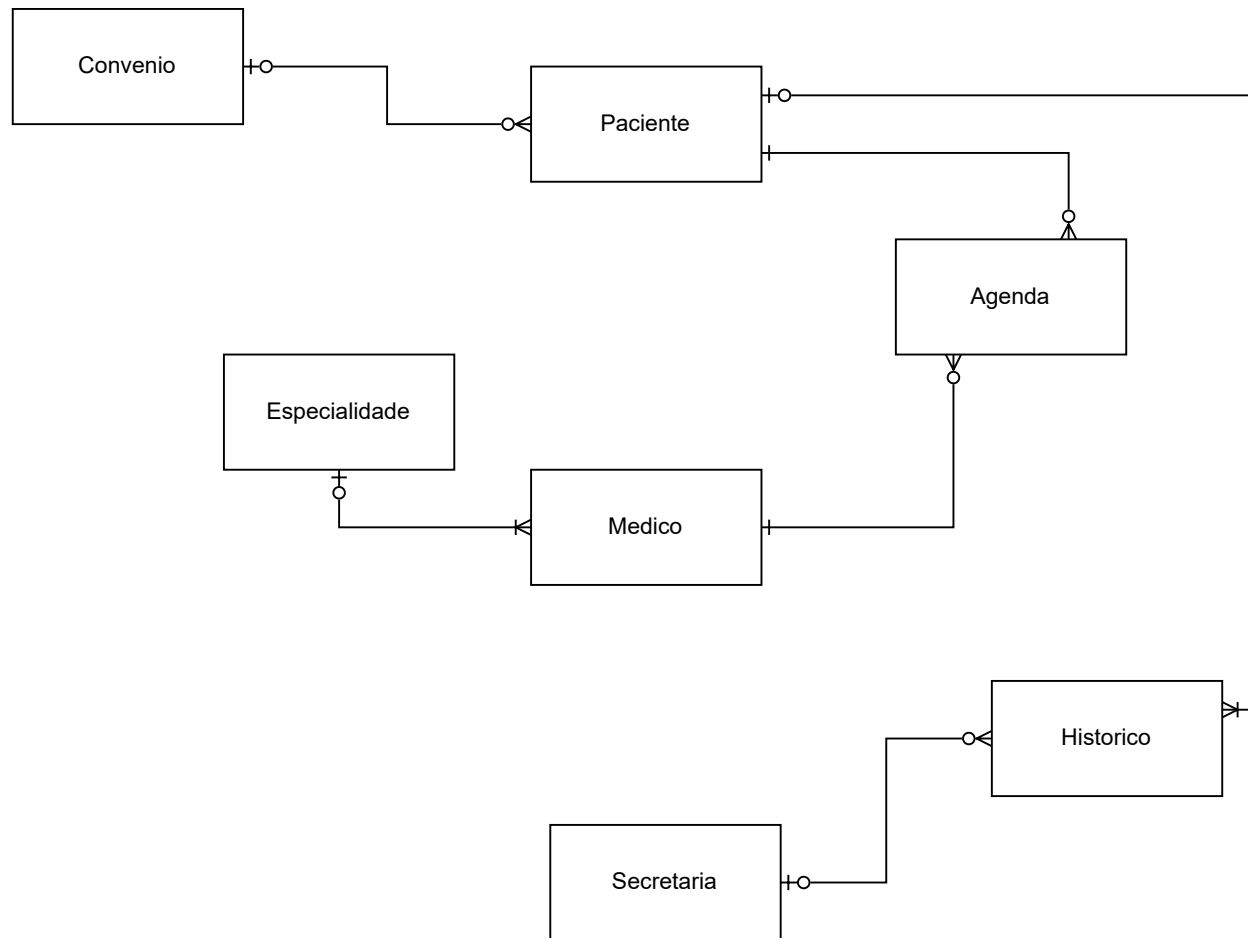 Convenio
Paciente
Agenda
Especialidade
Medico
Historico
Secretaria